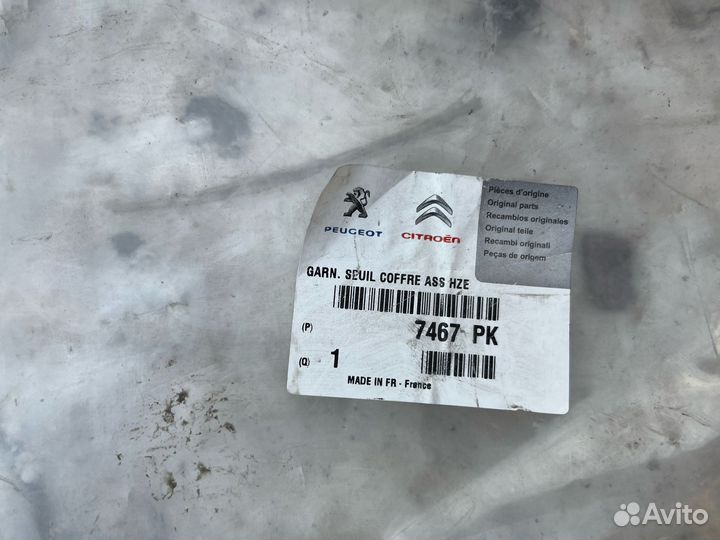 PEUGEOT
CITROËN
Pièces d'origine
Original parts
Recambios originales
Original teile
Recambi originali
Peças de origem
GARN. SEUIL COFFRE ASS HZE
(P) 7467 PK
(Q) 1
MADE IN FR - France
Avito